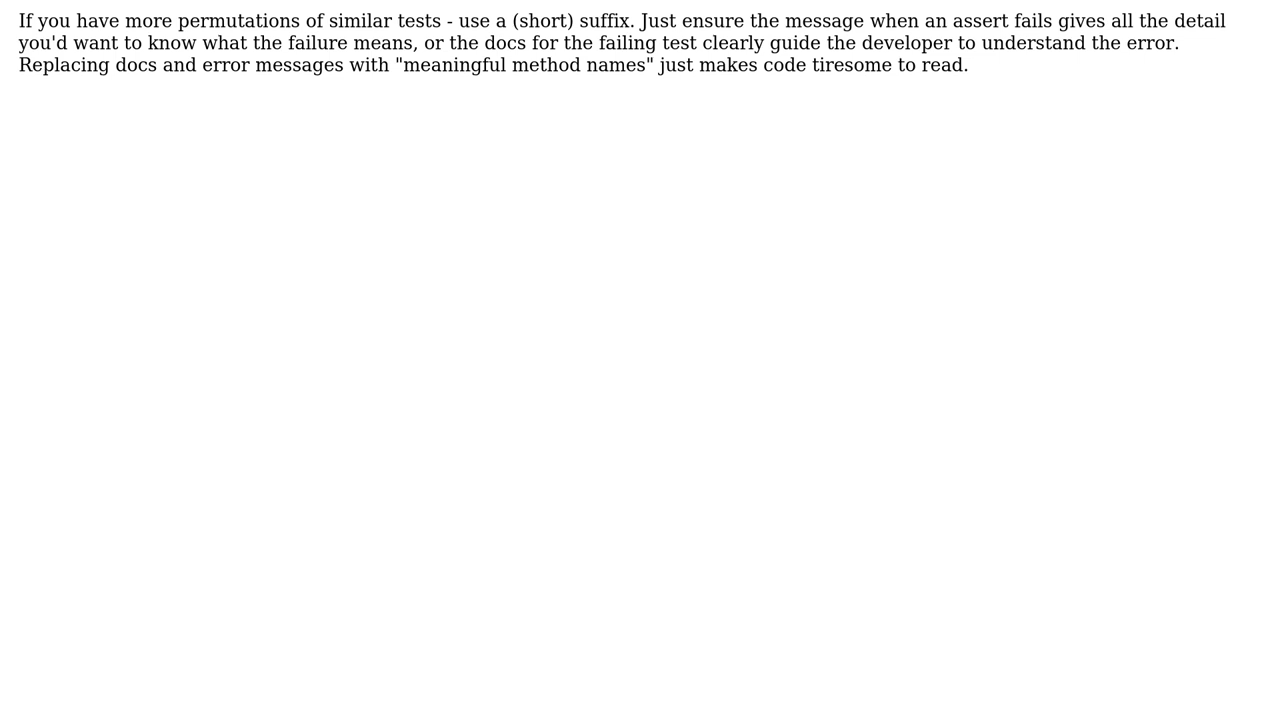 If you have more permutations of similar tests - use a (short) suffix. Just ensure the message when an assert fails gives all the detail
you'd want to know what the failure means, or the docs for the failing test clearly guide the developer to understand the error.
Replacing docs and error messages with "meaningful method names" just makes code tiresome to read.